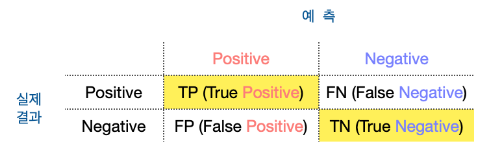 예 측
Positive Negative
실제
결과
Positive TP (True Positive) FN (False Negative)
Negative FP (False Positive) TN (True Negative)